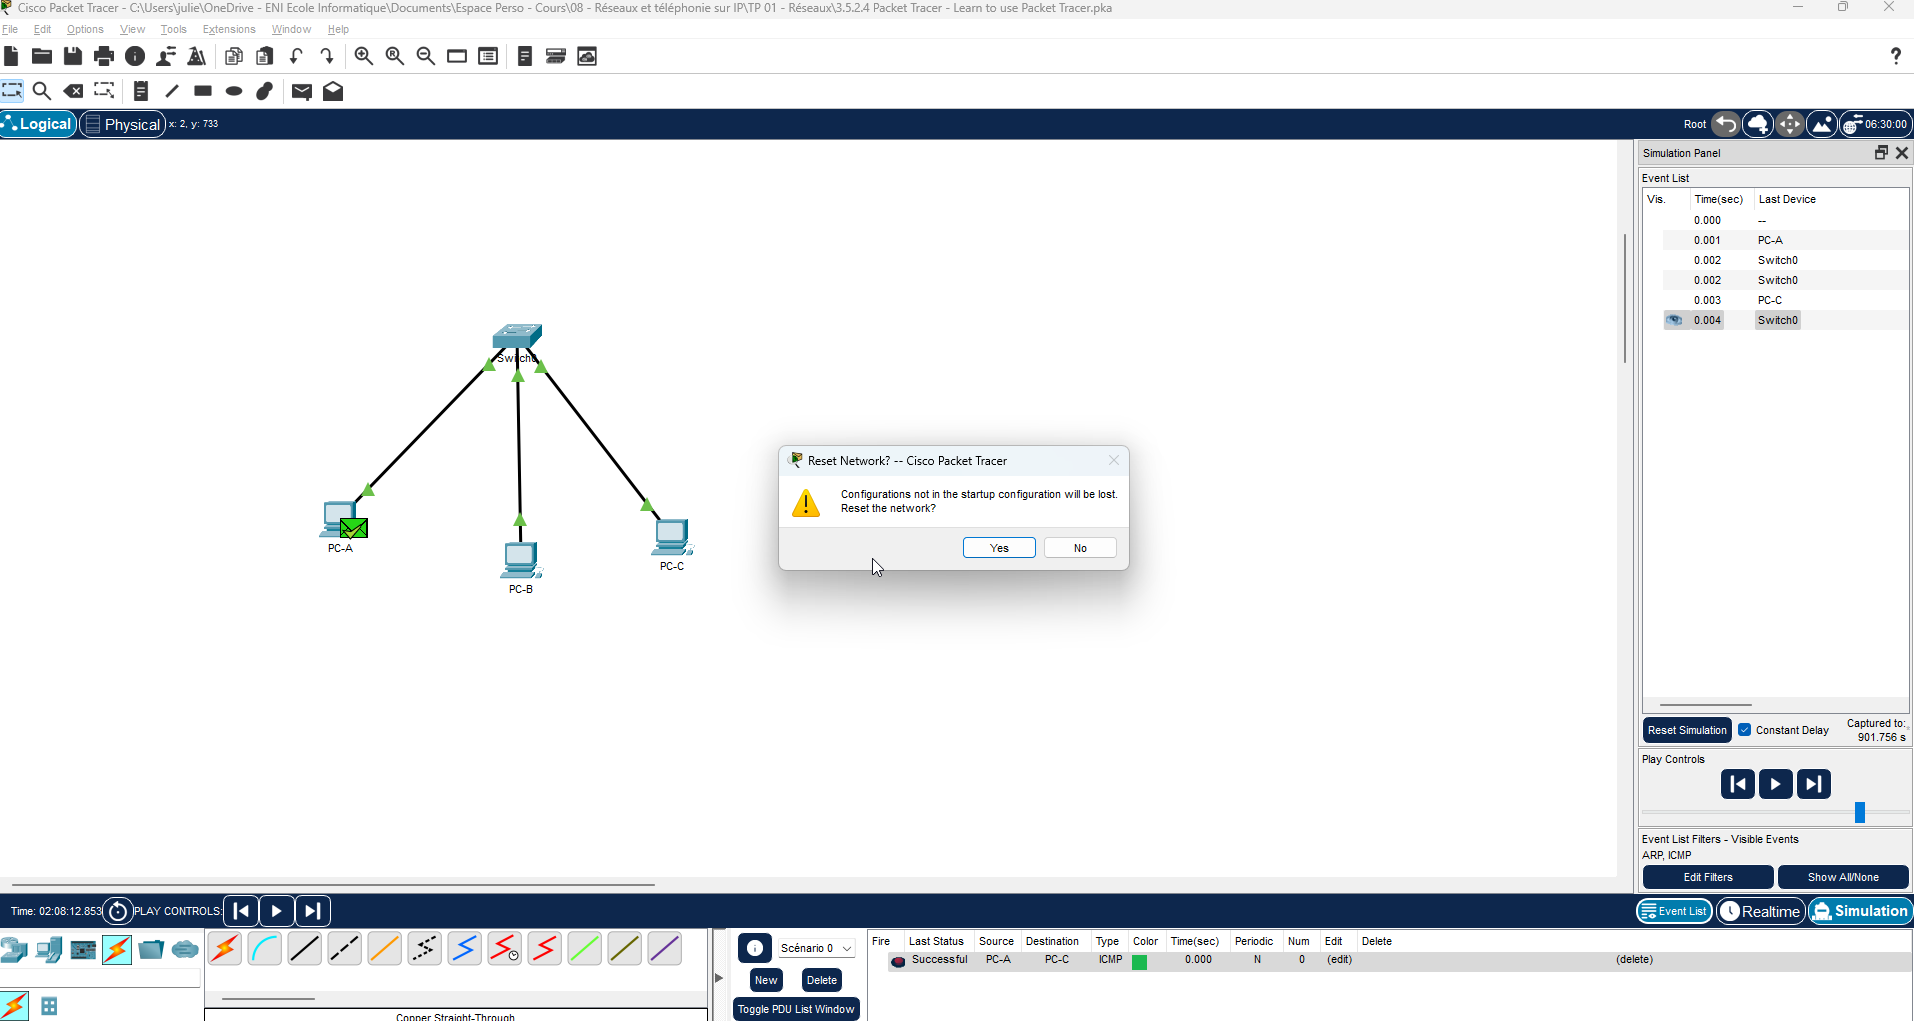 Cisco Packet Tracer - C:\Users\julie\OneDrive - ENI Ecole Informatique\Documents\Espace Perso - Cours\08 - Réseaux et téléphonie sur IP\TP 01 - Réseaux\3.5.2.4 Packet Tracer - Learn to use Packet Tracer.pka
File Edit Options View Tools Extensions Window Help
?
Logical Physical x: 2, y: 733 Root 06:30:00
Simulation Panel
Event List
Vis. Time(sec) Last Device
0.000 --
0.001 PC-A
0.002 Switch0
0.002 Switch0
0.003 PC-C
0.004 Switch0
Switch0
PC-A
PC-B
PC-C
Reset Network? -- Cisco Packet Tracer
Configurations not in the startup configuration will be lost.
Reset the network?
Yes No
Reset Simulation Constant Delay Captured to:
901.756 s
Play Controls
Event List Filters - Visible Events
ARP, ICMP
Edit Filters Show All/None
Time: 02:08:12.853 PLAY CONTROLS: Event List Realtime Simulation
Scénario 0
New Delete
Toggle PDU List Window
Fire Last Status Source Destination Type Color Time(sec) Periodic Num Edit Delete
Successful PC-A PC-C ICMP 0.000 N 0 (edit) (delete)
Copper Straight-Through